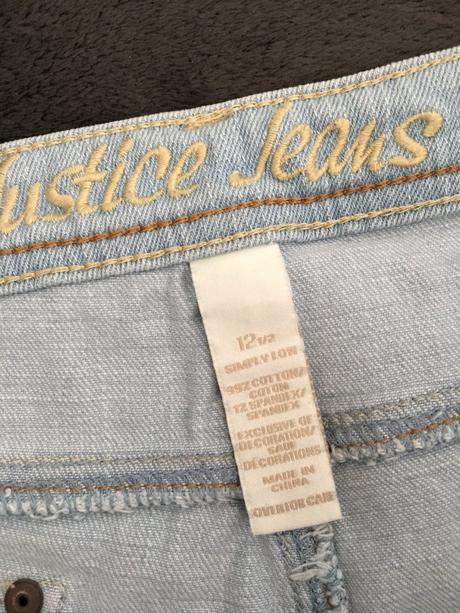 Justice Jeans
12 1/2
SIMPLY LOW
99% COTTON/
COTON
1% SPANDEX/
SPANDEX
EXCLUSIVE OF
DECORATION/
SAUF
DÉCORATIONS
MADE IN
CHINA
OVER FOR CARE